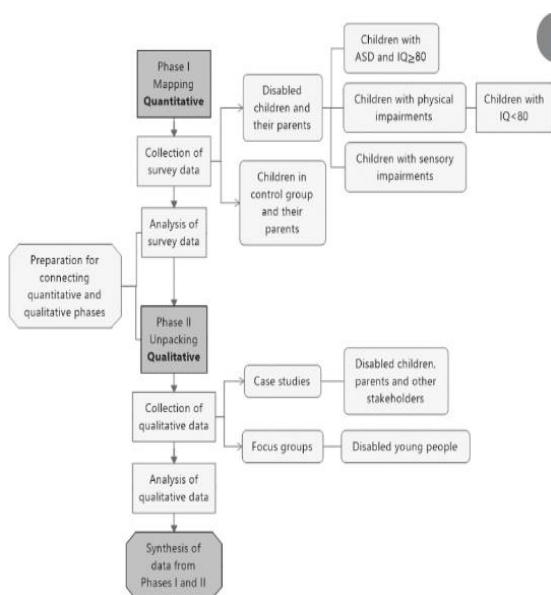 Phase I
Mapping
Quantitative
Collection of
survey data
Disabled
children and
their parents
Children in
control group
and their
parents
Children with
ASD and IQ≥80
Children with physical
impairments
Children with
IQ<80
Children with sensory
impairments
Analysis of
survey data
Preparation for
connecting
quantitative and
qualitative phases
Phase II
Unpacking
Qualitative
Collection of
qualitative data
Case studies
Disabled children,
parents and other
stakeholders
Focus groups
Disabled young people
Analysis of
qualitative data
Synthesis of
data from
Phases I and II